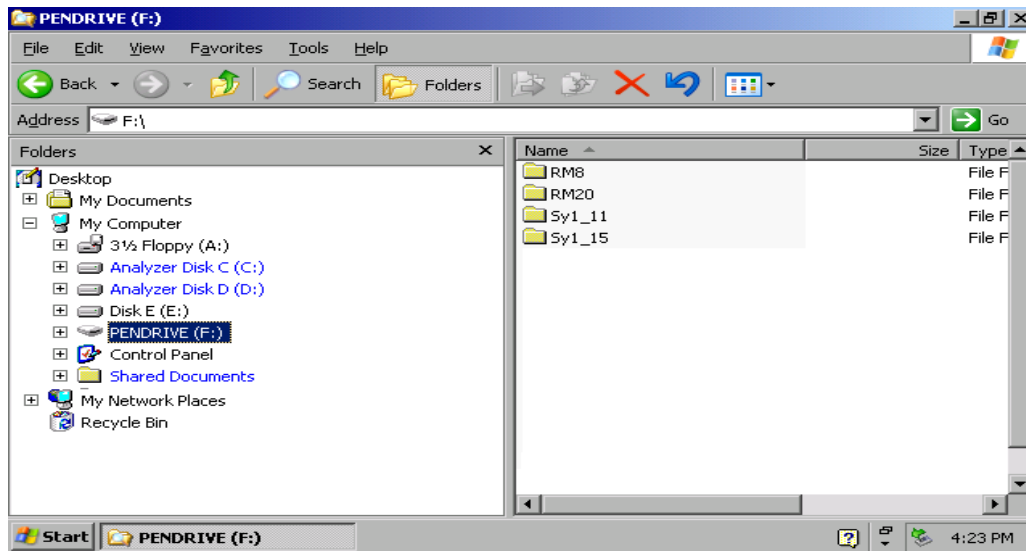 PENDRIVE (F:)
File Edit View Favorites Tools Help
Back Search Folders
Address F:\ Go
Folders
Desktop
My Documents
My Computer
3½ Floppy (A:)
Analyzer Disk C (C:)
Analyzer Disk D (D:)
Disk E (E:)
PENDRIVE (F:)
Control Panel
Shared Documents
My Network Places
Recycle Bin
Name Size Type
RM8 File F
RM20 File F
Sy1_11 File F
Sy1_15 File F
Start PENDRIVE (F:) 4:23 PM